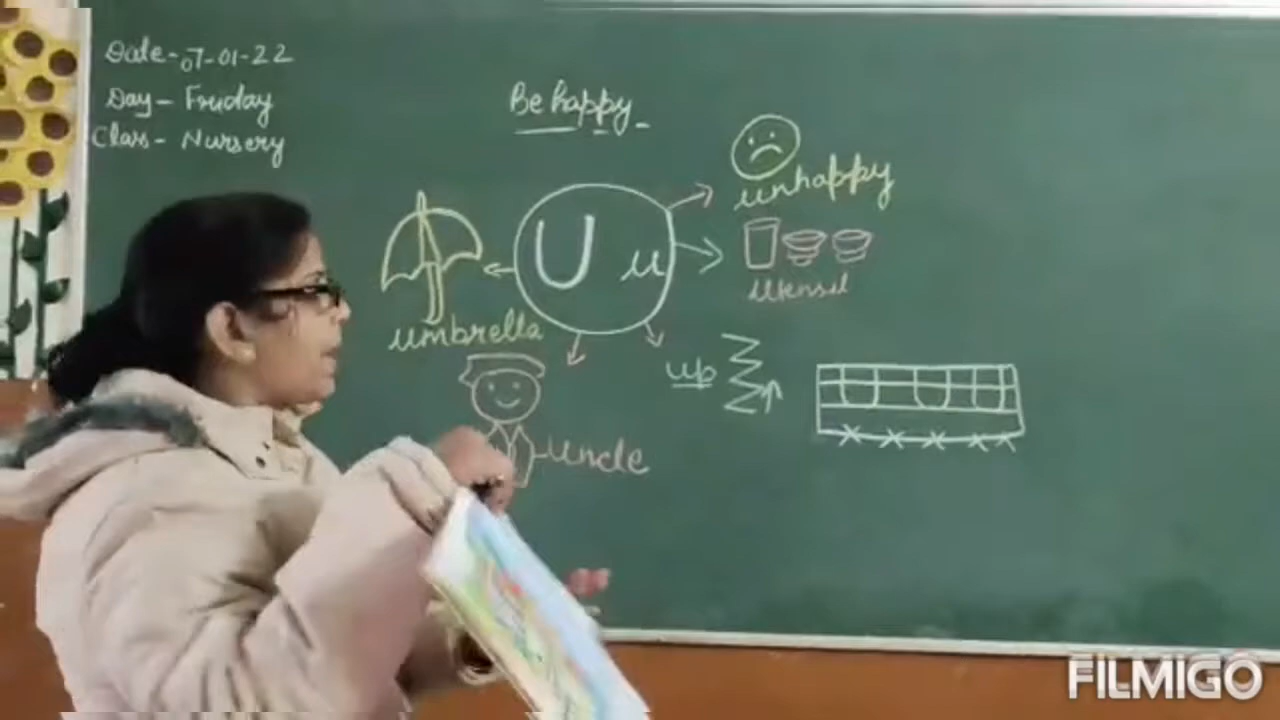 Date-07-01-22
Day- Friday
Class- Nursery
Be happy
U u
unhappy
utensil
umbrella
up
uncle
FILMIGO